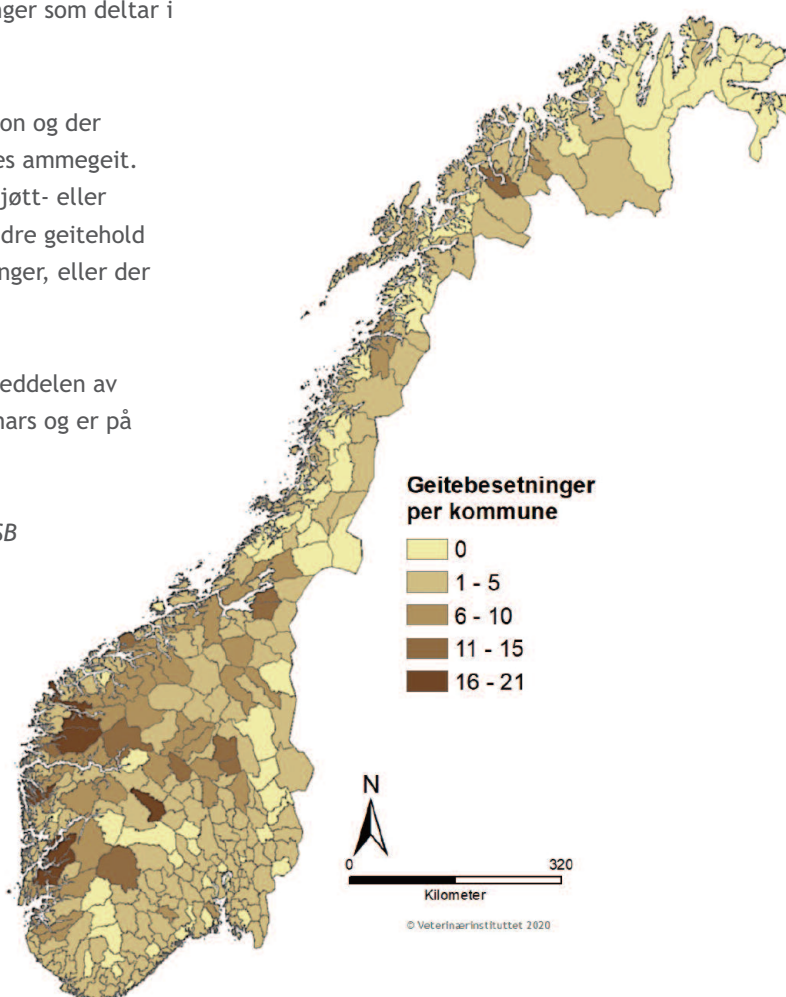 nger som deltar i
on og der
es ammegeit.
jøtt- eller
dre geitehold
nger, eller der
eddelen av
nars og er på
SB
Geitebesetninger
per kommune
0
1 - 5
6 - 10
11 - 15
16 - 21
N
0 320
Kilometer
© Veterinærinstituttet 2020